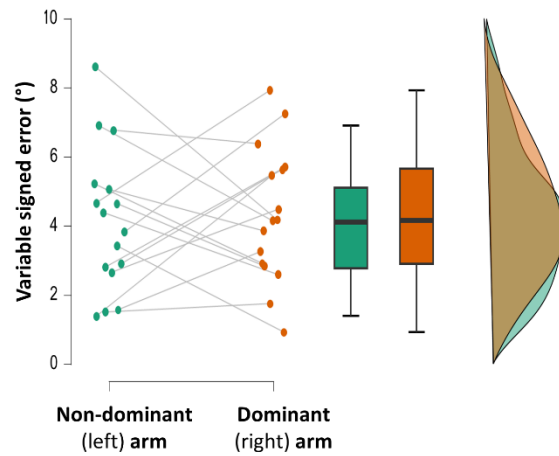 10
8
6
4
2
0
Variable signed error (°)
Non-dominant
(left) arm
Dominant
(right) arm